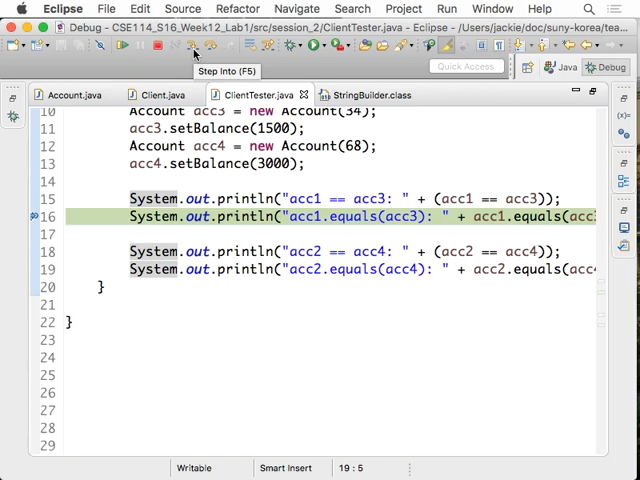 Eclipse File Edit Source Refactor Navigate Search Project Run Window Help
Debug - CSE114_S16_Week12_Lab1/src/session_2/ClientTester.java - Eclipse - /Users/jackie/doc/suny-korea/tea...
Step Into (F5)
Quick Access
Java
Debug
Account.java
Client.java
ClientTester.java
StringBuilder.class
10 Account acc3 = new Account(34);
11 acc3.setBalance(1500);
12 Account acc4 = new Account(68);
13 acc4.setBalance(3000);
14
15 System.out.println("acc1 == acc3: " + (acc1 == acc3));
16 System.out.println("acc1.equals(acc3): " + acc1.equals(acc3
17
18 System.out.println("acc2 == acc4: " + (acc2 == acc4));
19 System.out.println("acc2.equals(acc4): " + acc2.equals(acc4
20 }
21
22 }
23
24
25
26
27
28
29
Writable
Smart Insert
19 : 5